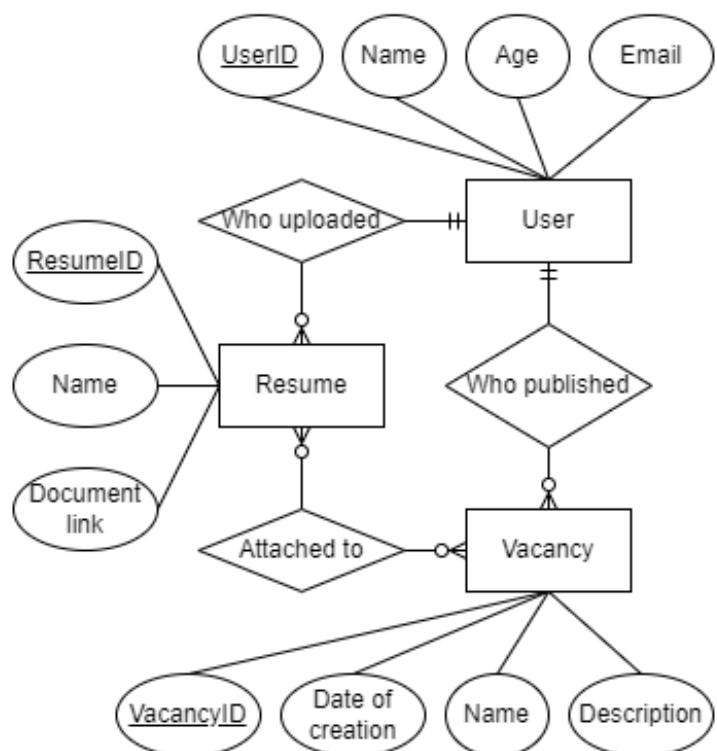 UserID
Name
Age
Email
Who uploaded
User
ResumeID
Name
Resume
Who published
Document
link
Attached to
Vacancy
VacancyID
Date of
creation
Name
Description